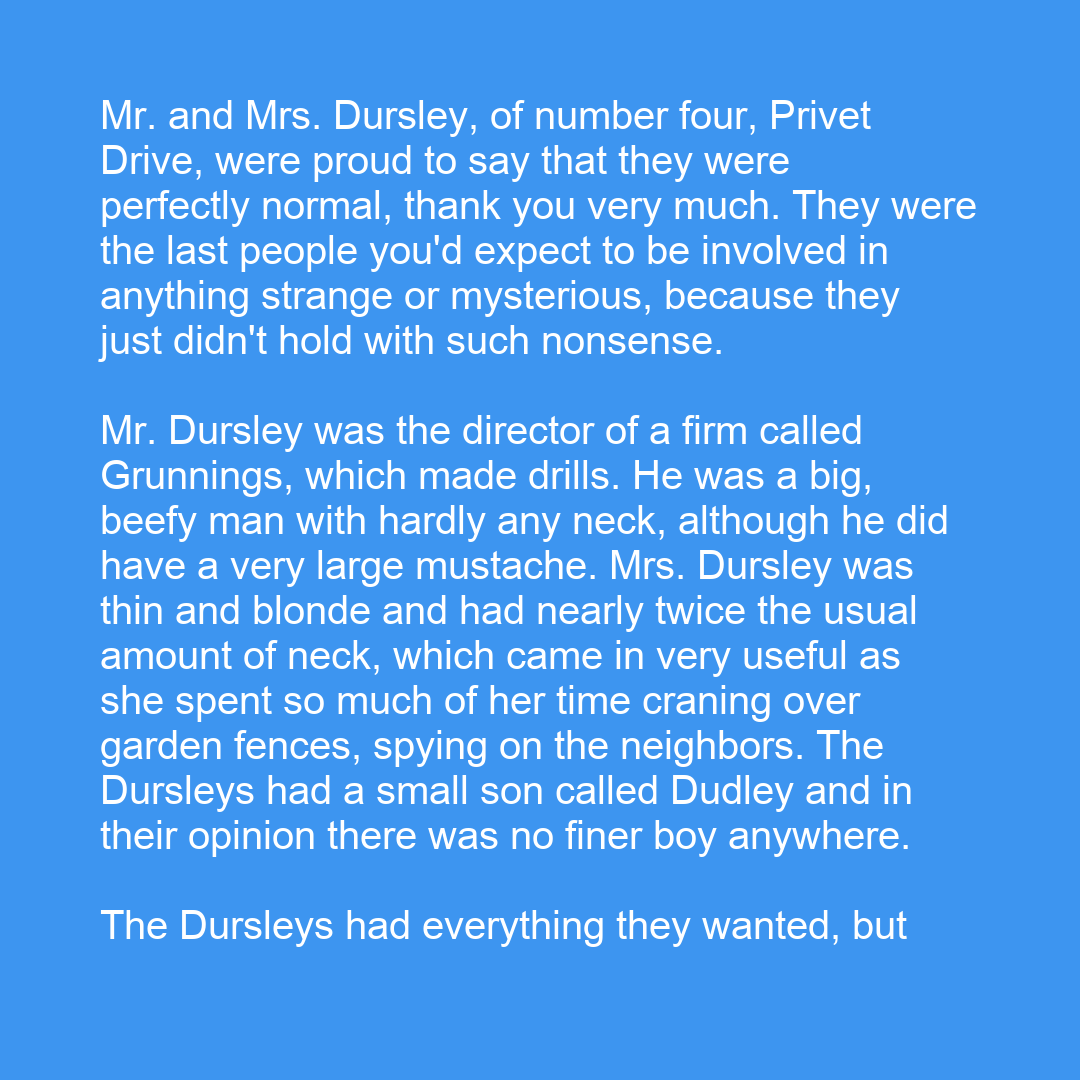 Mr. and Mrs. Dursley, of number four, Privet
Drive, were proud to say that they were
perfectly normal, thank you very much. They were
the last people you'd expect to be involved in
anything strange or mysterious, because they
just didn't hold with such nonsense.
Mr. Dursley was the director of a firm called
Grunnings, which made drills. He was a big,
beefy man with hardly any neck, although he did
have a very large mustache. Mrs. Dursley was
thin and blonde and had nearly twice the usual
amount of neck, which came in very useful as
she spent so much of her time craning over
garden fences, spying on the neighbors. The
Dursleys had a small son called Dudley and in
their opinion there was no finer boy anywhere.
The Dursleys had everything they wanted, but